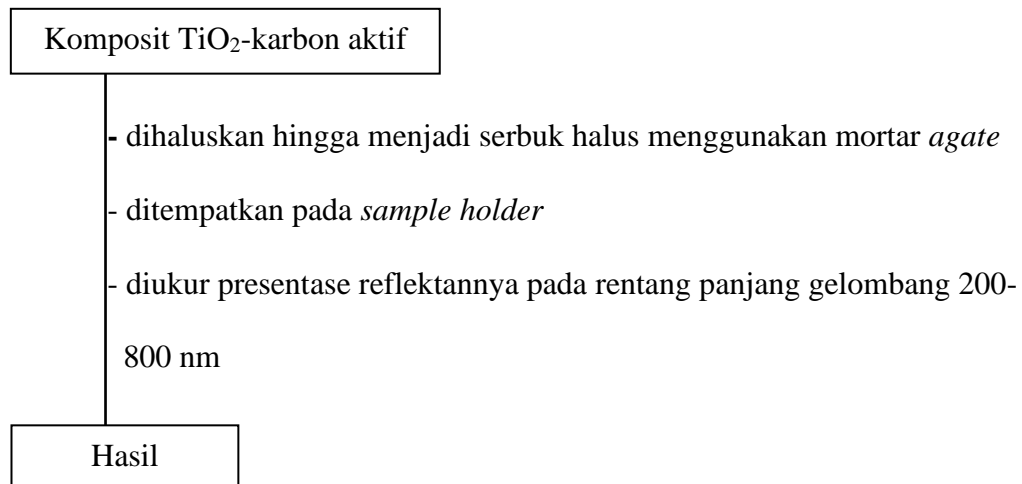 Komposit TiO₂-karbon aktif
- dihaluskan hingga menjadi serbuk halus menggunakan mortar agate
- ditempatkan pada sample holder
- diukur presentase reflektannya pada rentang panjang gelombang 200-
800 nm
Hasil